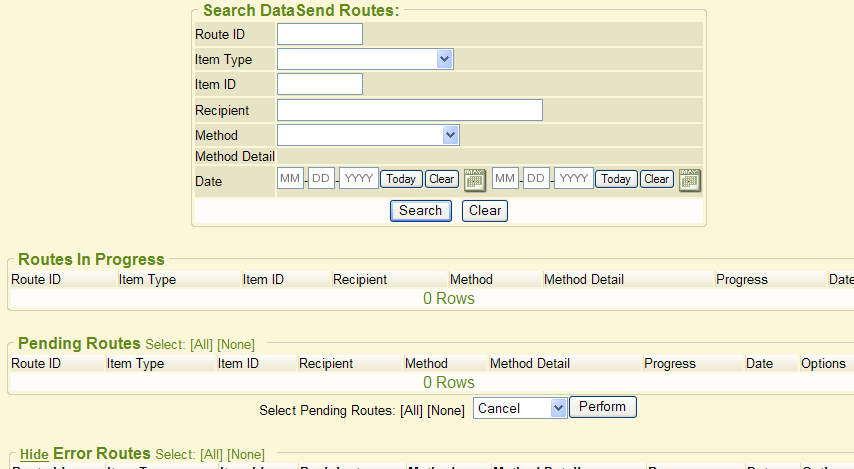 Search DataSend Routes:
Route ID
Item Type
Item ID
Recipient
Method
Method Detail
Date MM - DD - YYYY Today Clear MAY MM - DD - YYYY Today Clear MAY
Search Clear
Routes In Progress
Route ID Item Type Item ID Recipient Method Method Detail Progress Date
0 Rows
Pending Routes Select: [All] [None]
Route ID Item Type Item ID Recipient Method Method Detail Progress Date Options
0 Rows
Select Pending Routes: [All] [None] Cancel Perform
Hide Error Routes Select: [All] [None]